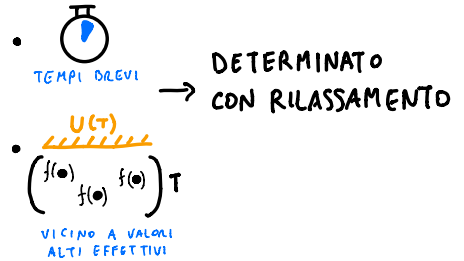 TEMPI BREVI
DETERMINATO
CON RILASSAMENTO
U(T)
f(●) f(●) f(●) T
VICINO A VALORI
ALTI EFFETTIVI